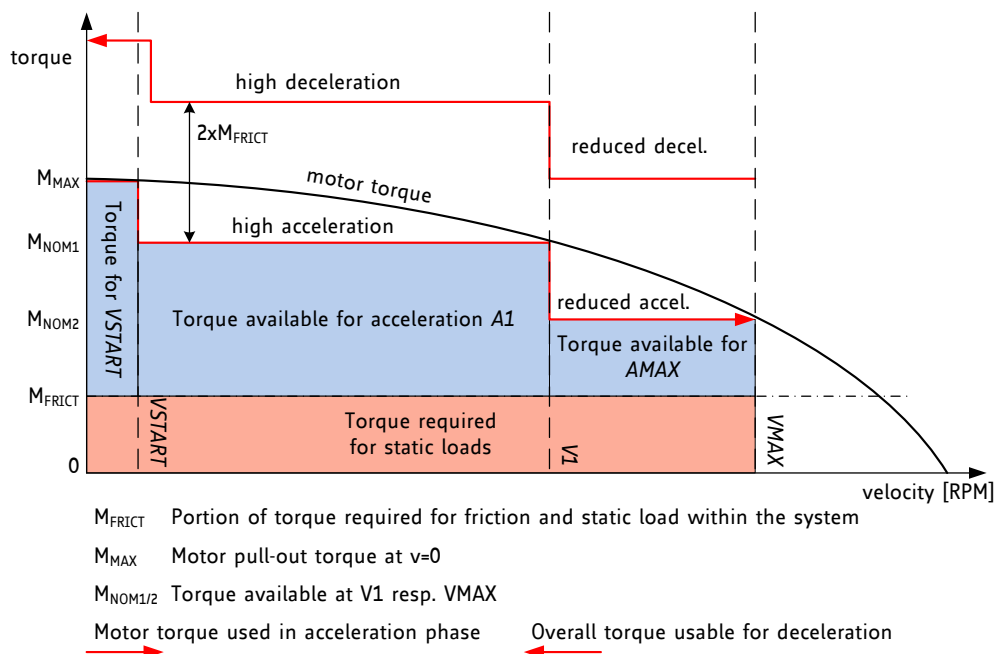 torque
high deceleration
2xMFRICT
reduced decel.
MMAX
motor torque
Torque for VSTART
high acceleration
MNOM1
reduced accel.
MNOM2
Torque available for acceleration A1
Torque available for
AMAX
MFRICT
VSTART
Torque required
for static loads
V1
VMAX
0
velocity [RPM]
MFRICT Portion of torque required for friction and static load within the system
MMAX Motor pull-out torque at v=0
MNOM1/2 Torque available at V1 resp. VMAX
Motor torque used in acceleration phase
Overall torque usable for deceleration